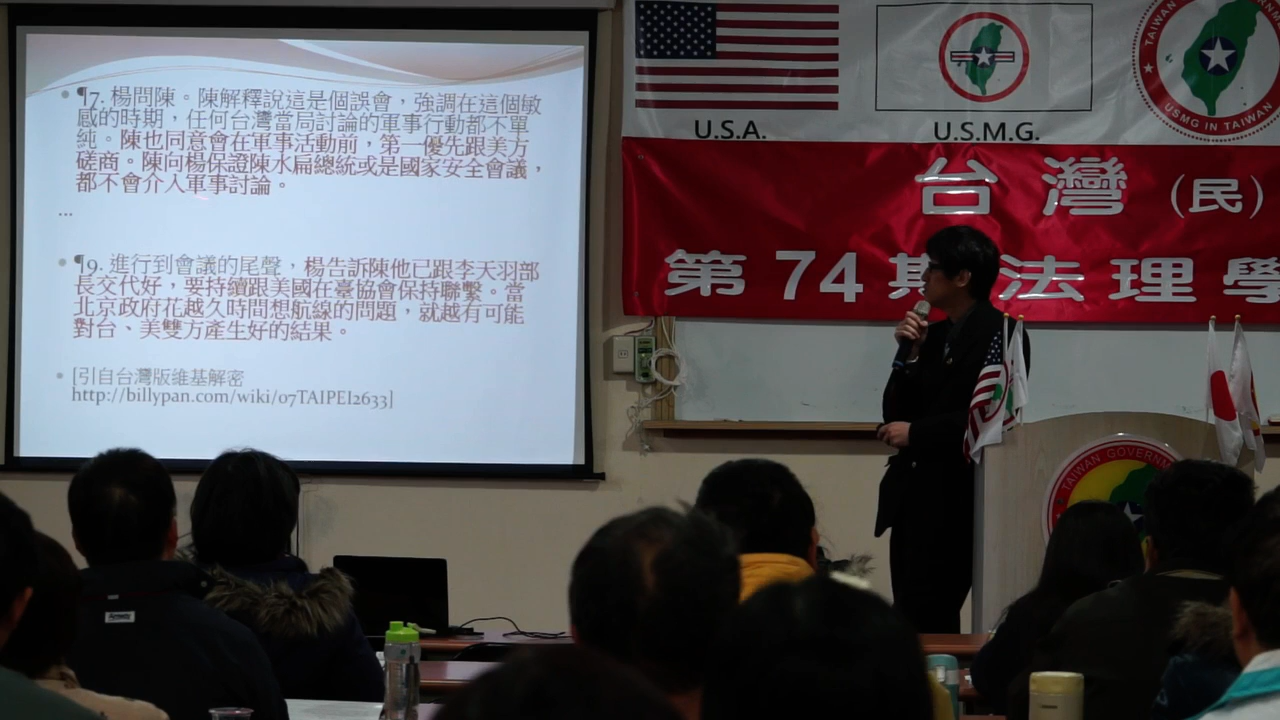 ¶7. 楊問陳。陳解釋說這是個誤會，強調在這個敏
感的時期，任何台灣當局討論的軍事行動都不單
純。陳也同意會在軍事活動前，第一優先跟美方
磋商。陳向楊保證陳水扁總統或是國家安全會議，
都不會介入軍事討論。
...
¶9. 進行到會議的尾聲，楊告訴陳他已跟李天羽部
長交代好，要持續跟美國在臺協會保持聯繫。當
北京政府花越久時間想航線的問題，就越有可能
對台、美雙方產生好的結果。
[引自台灣版維基解密
http://billypan.com/wiki/07TAIPEI2633]
U.S.A.
U.S.M.G.
USMG IN TAIWAN
台灣(民)
第74期法理學
TAIWAN GOVERN